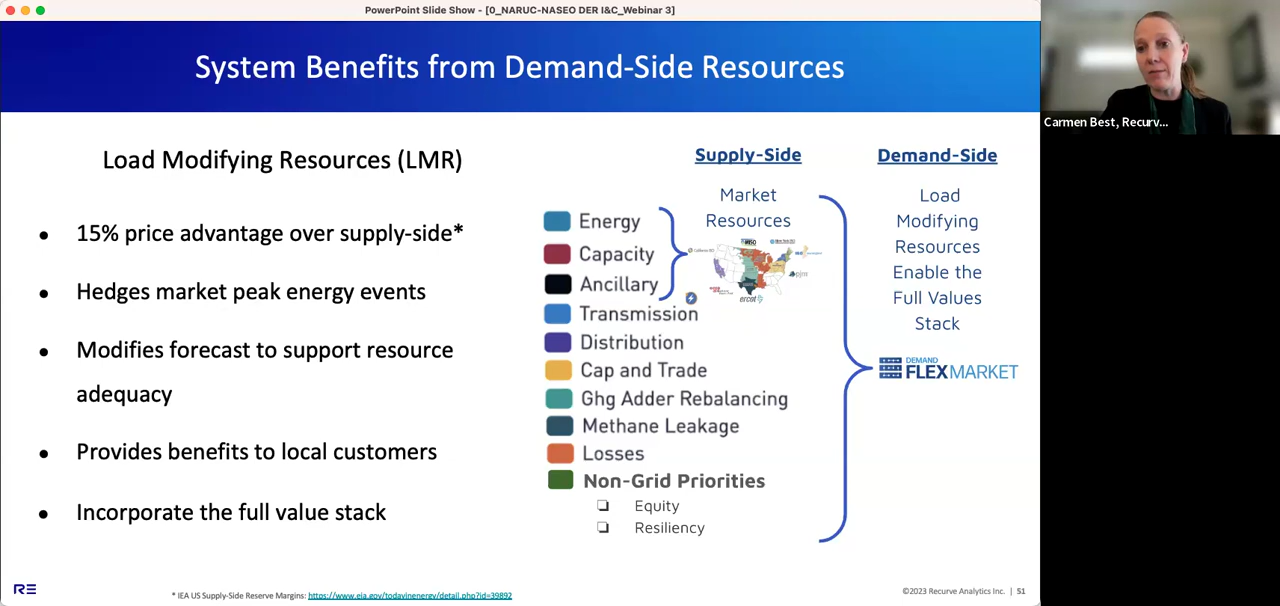 PowerPoint Slide Show - [0_NARUC-NASEO DER I&C_Webinar 3]
System Benefits from Demand-Side Resources
Carmen Best, Recurv...
Load Modifying Resources (LMR)
• 15% price advantage over supply-side*
• Hedges market peak energy events
• Modifies forecast to support resource
adequacy
• Provides benefits to local customers
• Incorporate the full value stack
Supply-Side
Market
Resources
Energy
Capacity
Ancillary
Transmission
Distribution
Cap and Trade
Ghg Adder Rebalancing
Methane Leakage
Losses
Non-Grid Priorities
Equity
Resiliency
ercot
pjm
Demand-Side
Load
Modifying
Resources
Enable the
Full Values
Stack
DEMAND
FLEXMARKET
RE
* IEA US Supply-Side Reserve Margins: https://www.eia.gov/todayinenergy/detail.php?id=39892
©2023 Recurve Analytics Inc. | 51